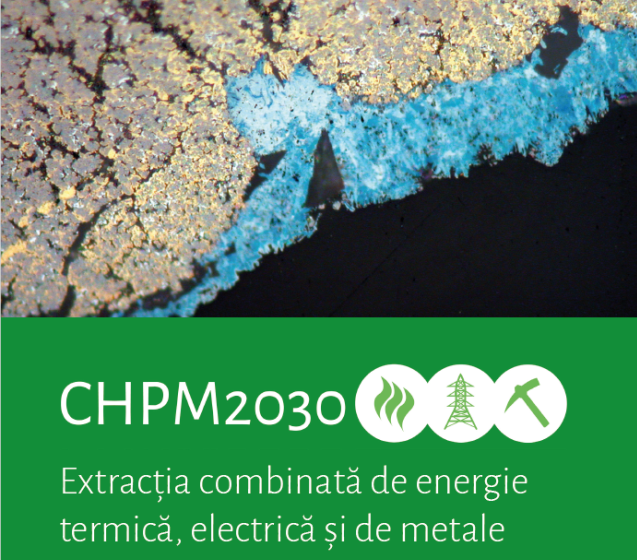 CHPM2030
Extracția combinată de energie
termică, electrică și de metale